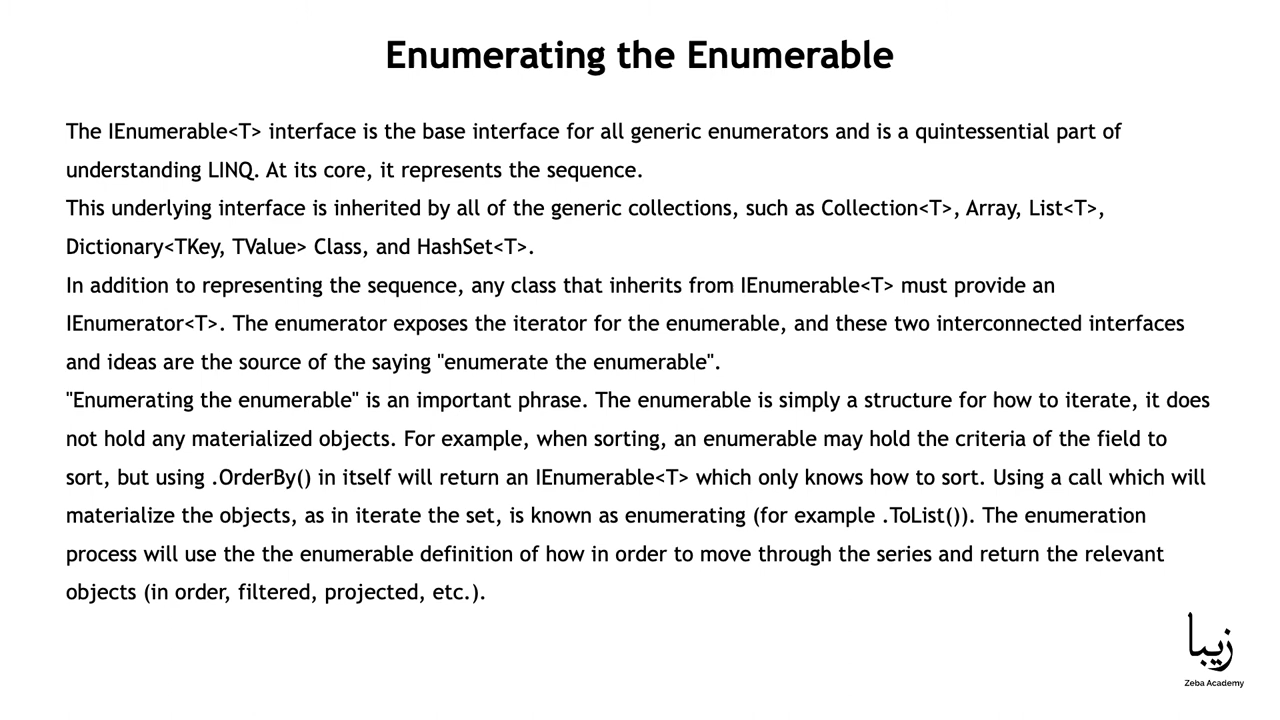 Enumerating the Enumerable
The IEnumerable<T> interface is the base interface for all generic enumerators and is a quintessential part of
understanding LINQ. At its core, it represents the sequence.
This underlying interface is inherited by all of the generic collections, such as Collection<T>, Array, List<T>,
Dictionary<TKey, TValue> Class, and HashSet<T>.
In addition to representing the sequence, any class that inherits from IEnumerable<T> must provide an
IEnumerator<T>. The enumerator exposes the iterator for the enumerable, and these two interconnected interfaces
and ideas are the source of the saying "enumerate the enumerable".
"Enumerating the enumerable" is an important phrase. The enumerable is simply a structure for how to iterate, it does
not hold any materialized objects. For example, when sorting, an enumerable may hold the criteria of the field to
sort, but using .OrderBy() in itself will return an IEnumerable<T> which only knows how to sort. Using a call which will
materialize the objects, as in iterate the set, is known as enumerating (for example .ToList()). The enumeration
process will use the the enumerable definition of how in order to move through the series and return the relevant
objects (in order, filtered, projected, etc.).
زیبا
Zeba Academy